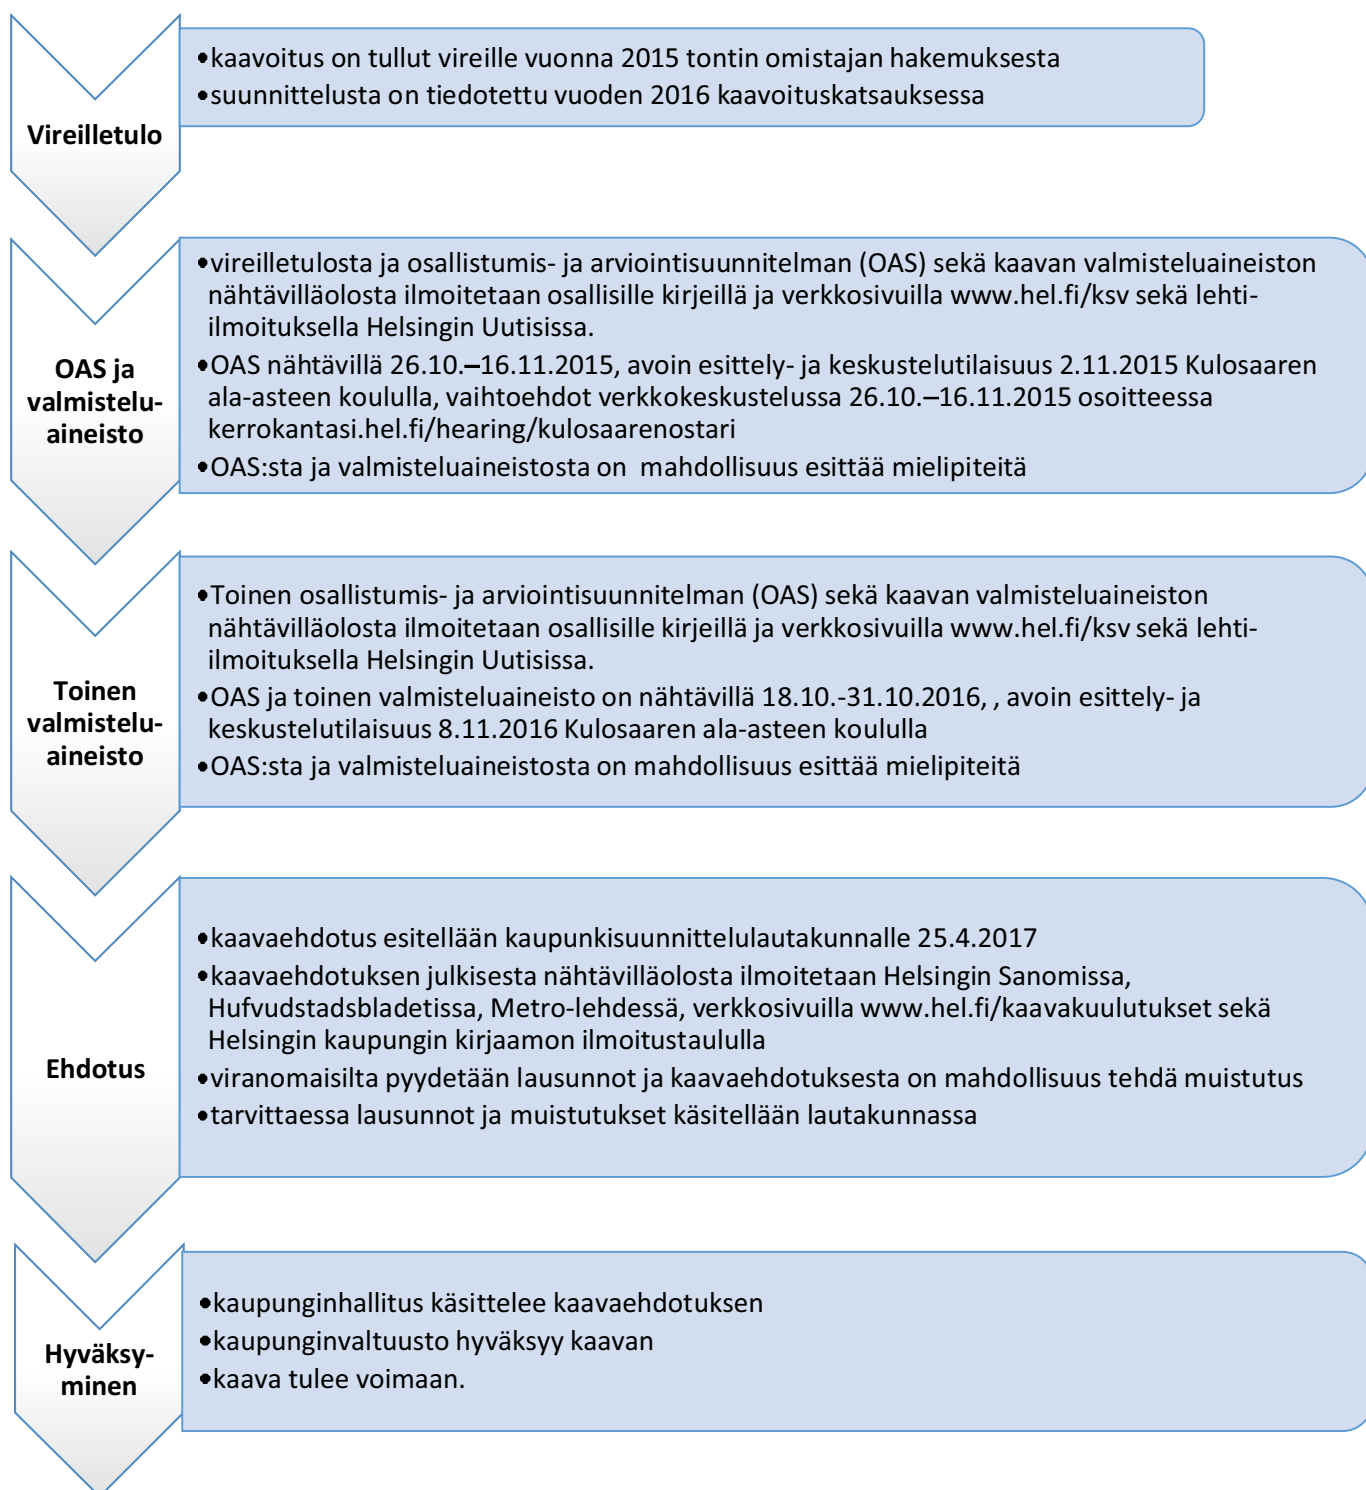 Vireilletulo
•kaavoitus on tullut vireille vuonna 2015 tontin omistajan hakemuksesta
•suunnittelusta on tiedotettu vuoden 2016 kaavoituskatsauksessa
OAS ja
valmistelu-
aineisto
•vireilletulosta ja osallistumis- ja arviointisuunnitelman (OAS) sekä kaavan valmisteluaineiston
nähtävilläolosta ilmoitetaan osallisille kirjeillä ja verkkosivuilla www.hel.fi/ksv sekä lehti-
ilmoituksella Helsingin Uutisissa.
•OAS nähtävillä 26.10.–16.11.2015, avoin esittely- ja keskustelutilaisuus 2.11.2015 Kulosaaren
ala-asteen koululla, vaihtoehdot verkkokeskustelussa 26.10.–16.11.2015 osoitteessa
kerrokantasi.hel.fi/hearing/kulosaarenostari
•OAS:sta ja valmisteluaineistosta on  mahdollisuus esittää mielipiteitä
Toinen
valmistelu-
aineisto
•Toinen osallistumis- ja arviointisuunnitelman (OAS) sekä kaavan valmisteluaineiston
nähtävilläolosta ilmoitetaan osallisille kirjeillä ja verkkosivuilla www.hel.fi/ksv sekä lehti-
ilmoituksella Helsingin Uutisissa.
•OAS ja toinen valmisteluaineisto on nähtävillä 18.10.-31.10.2016, , avoin esittely- ja
keskustelutilaisuus 8.11.2016 Kulosaaren ala-asteen koululla
•OAS:sta ja valmisteluaineistosta on mahdollisuus esittää mielipiteitä
Ehdotus
•kaavaehdotus esitellään kaupunkisuunnittelulautakunnalle 25.4.2017
•kaavaehdotuksen julkisesta nähtävilläolosta ilmoitetaan Helsingin Sanomissa,
Hufvudstadsbladetissa, Metro-lehdessä, verkkosivuilla www.hel.fi/kaavakuulutukset sekä
Helsingin kaupungin kirjaamon ilmoitustaululla
•viranomaisilta pyydetään lausunnot ja kaavaehdotuksesta on mahdollisuus tehdä muistutus
•tarvittaessa lausunnot ja muistutukset käsitellään lautakunnassa
Hyväksy-
minen
•kaupunginhallitus käsittelee kaavaehdotuksen
•kaupunginvaltuusto hyväksyy kaavan
•kaava tulee voimaan.